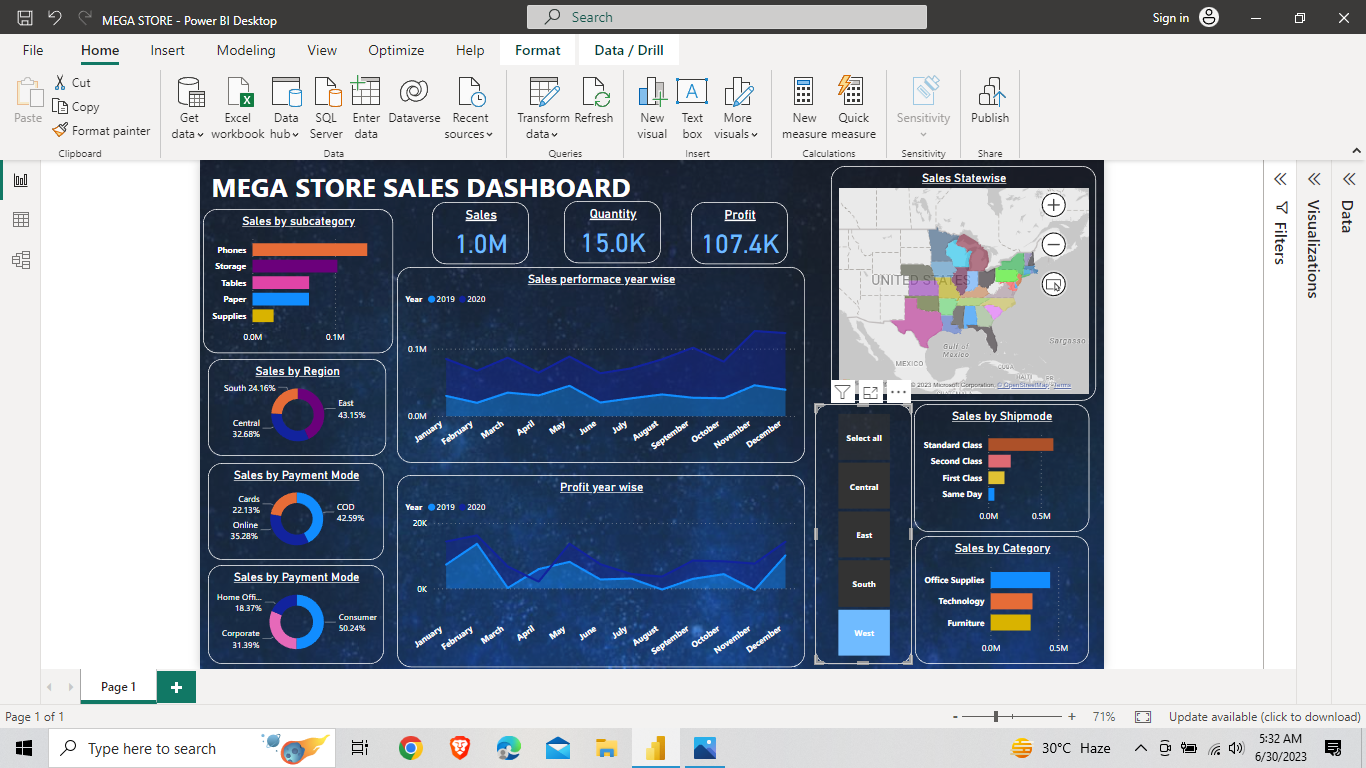 MEGA STORE - Power BI Desktop
Search
Sign in
File Home Insert Modeling View Optimize Help Format Data / Drill
Paste
Cut
Copy
Format painter
Get data
Excel workbook
Data hub
SQL Server
Enter data
Dataverse
Recent sources
Transform data
Refresh
New visual
Text box
More visuals
New measure
Quick measure
Sensitivity
Publish
Clipboard
Data
Queries
Insert
Calculations
Sensitivity
Share
MEGA STORE SALES DASHBOARD
Sales by subcategory
Phones
Storage
Tables
Paper
Supplies
0.0M 0.1M
Sales
1.0M
Quantity
15.0K
Profit
107.4K
Sales Statewise
UNITED STATES
Gulf of
Mexico
MEXICO
CUBA
Sargasso
© 2023 Microsoft Corporation, © OpenStreetMap Terms
Sales performace year wise
Year 2019 2020
0.1M
0.0M
January
February
March
April
May
June
July
August
September
October
November
December
Sales by Region
South 24.16%
East
43.15%
Central
32.68%
Sales by Payment Mode
Cards
22.13%
COD
42.59%
Online
35.28%
Sales by Payment Mode
Home Offi...
18.37%
Consumer
50.24%
Corporate
31.39%
Profit year wise
Year 2019 2020
20K
0K
January
February
March
April
May
June
July
August
September
October
November
December
Select all
Central
East
South
West
Sales by Shipmode
Standard Class
Second Class
First Class
Same Day
0.0M 0.5M
Sales by Category
Office Supplies
Technology
Furniture
0.0M 0.5M
Filters
Visualizations
Data
Page 1
Page 1 of 1
- + 71%
Update available (click to download)
Type here to search
30°C Haze
5:32 AM
6/30/2023